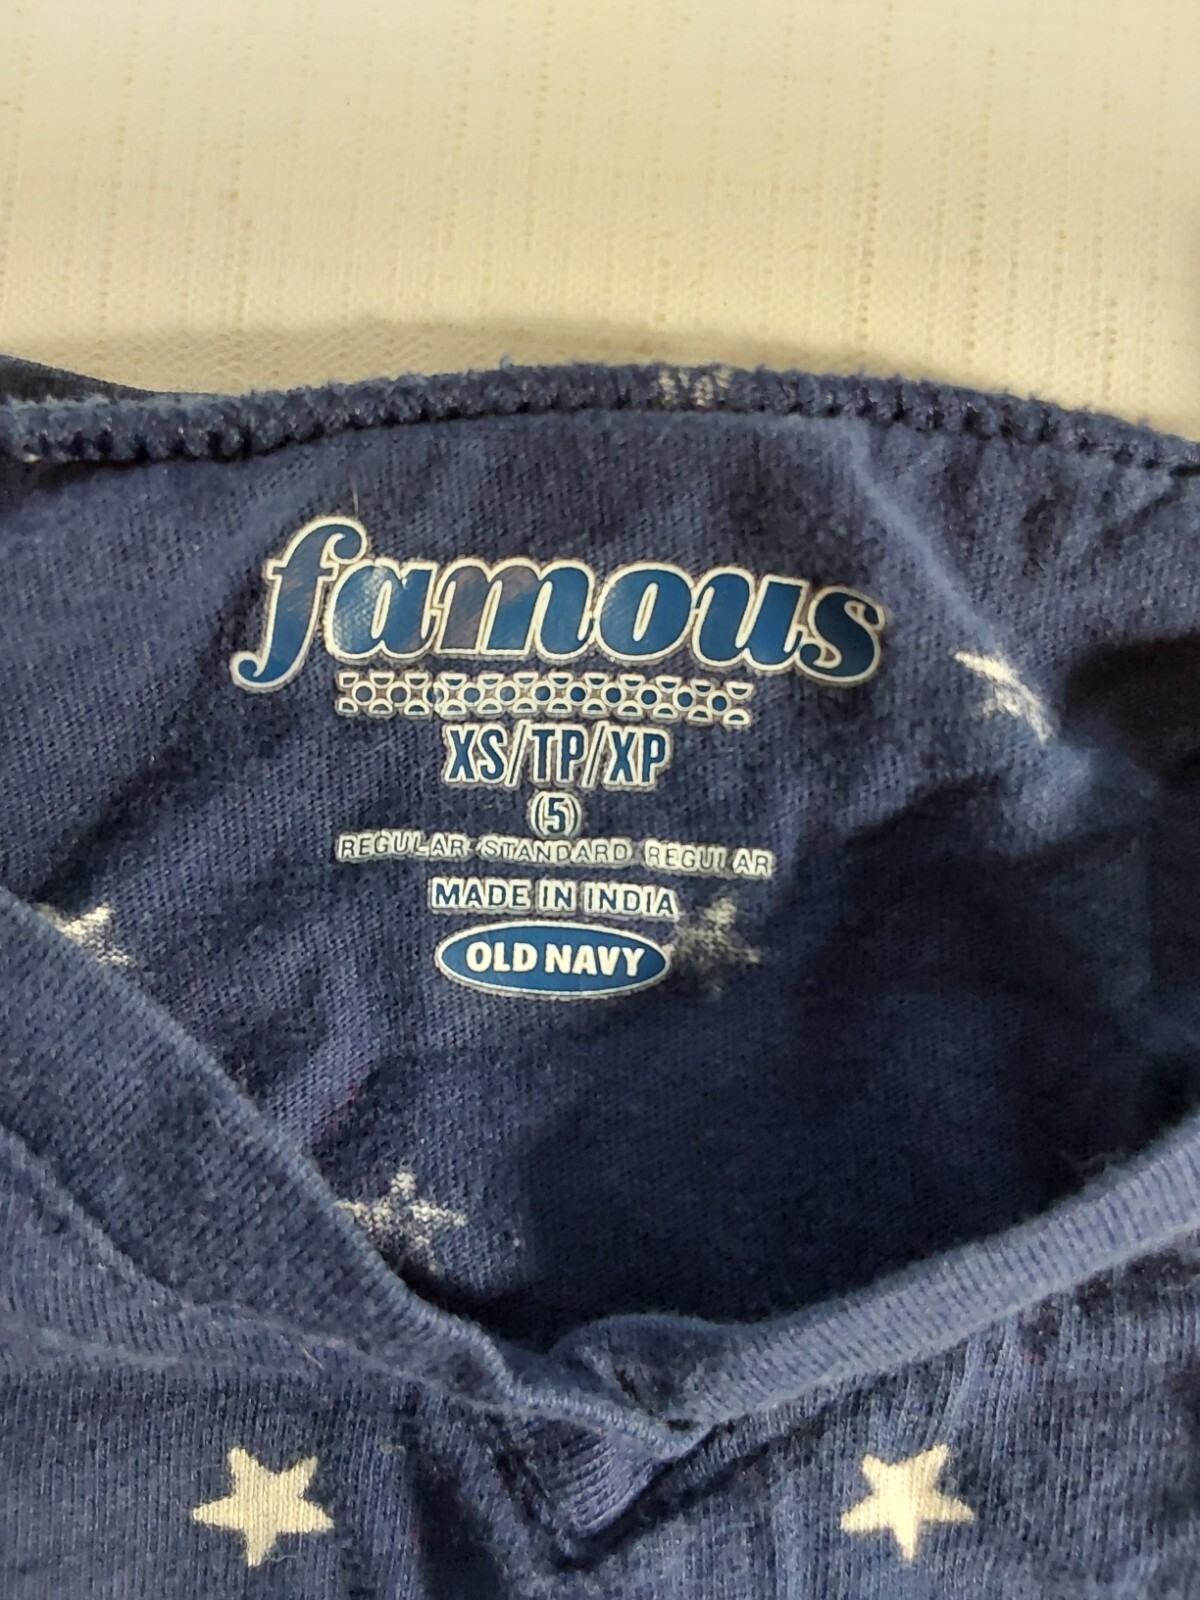 famous
XS/TP/XP
(5)
REGULAR STANDARD REGULAR
MADE IN INDIA
OLD NAVY